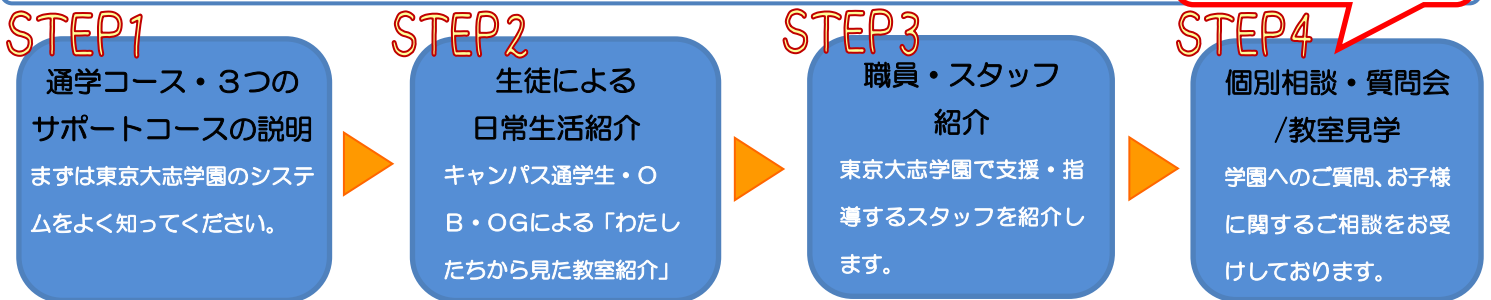 STEP1
通学コース・３つの
サポートコースの説明
まずは東京大志学園のシステ
ムをよく知ってください。
STEP2
生徒による
日常生活紹介
キャンパス通学生・Ｏ
Ｂ・ＯＧによる「わたし
たちから見た教室紹介」
STEP3
職員・スタッフ
紹介
東京大志学園で支援・指
導するスタッフを紹介し
ます。
STEP4
個別相談・質問会
/教室見学
学園へのご質問、お子様
に関するご相談をお受
けしております。